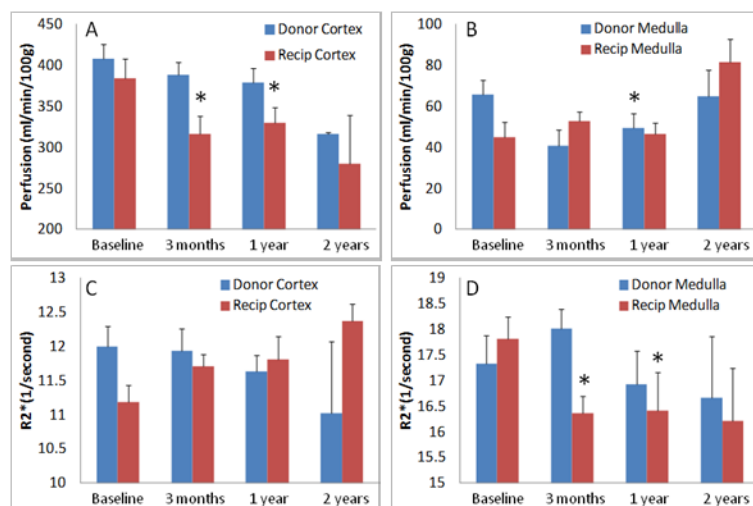 A
Donor Cortex
Recip Cortex
Perfusion (ml/min/100g)
450
400
350
300
250
200
*
*
Baseline 3 months 1 year 2 years
B
Donor Medulla
Recip Medulla
Perfusion (ml/min/100g)
100
80
60
40
20
0
*
Baseline 3 months 1 year 2 years
C
Donor Cortex
Recip Cortex
R2*(1/second)
13
12.5
12
11.5
11
10.5
10
Baseline 3 months 1 year 2 years
D
Donor Medulla
Recip Medulla
R2*(1/second)
19
18.5
18
17.5
17
16.5
16
15.5
15
*
*
Baseline 3 months 1 year 2 years